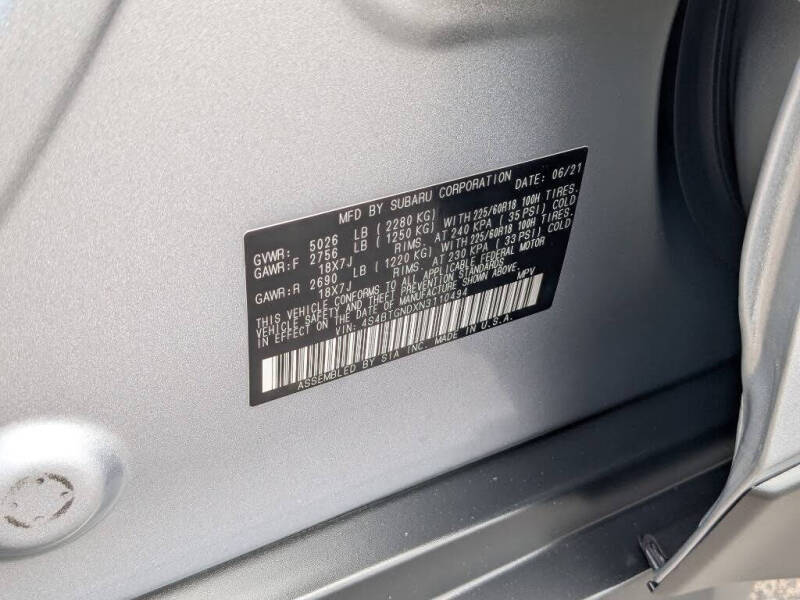 MFD BY SUBARU CORPORATION DATE: 06/21
GVWR: 5026 LB (2280 KG)
GAWR:F 2756 LB (1250 KG) WITH 225/60R18 100H TIRES.
18X7J RIMS. AT 240 KPA (35 PSI) COLD
GAWR:R 2690 LB (1220 KG) WITH 225/60R18 100H TIRES.
18X7J RIMS. AT 230 KPA (33 PSI) COLD
THIS VEHICLE CONFORMS TO ALL APPLICABLE FEDERAL MOTOR
VEHICLE SAFETY AND THEFT PREVENTION STANDARDS
IN EFFECT ON THE DATE OF MANUFACTURE SHOWN ABOVE.
VIN: 4S4BTGNDXN3110494 MPV
ASSEMBLED BY SIA INC. MADE IN U.S.A.